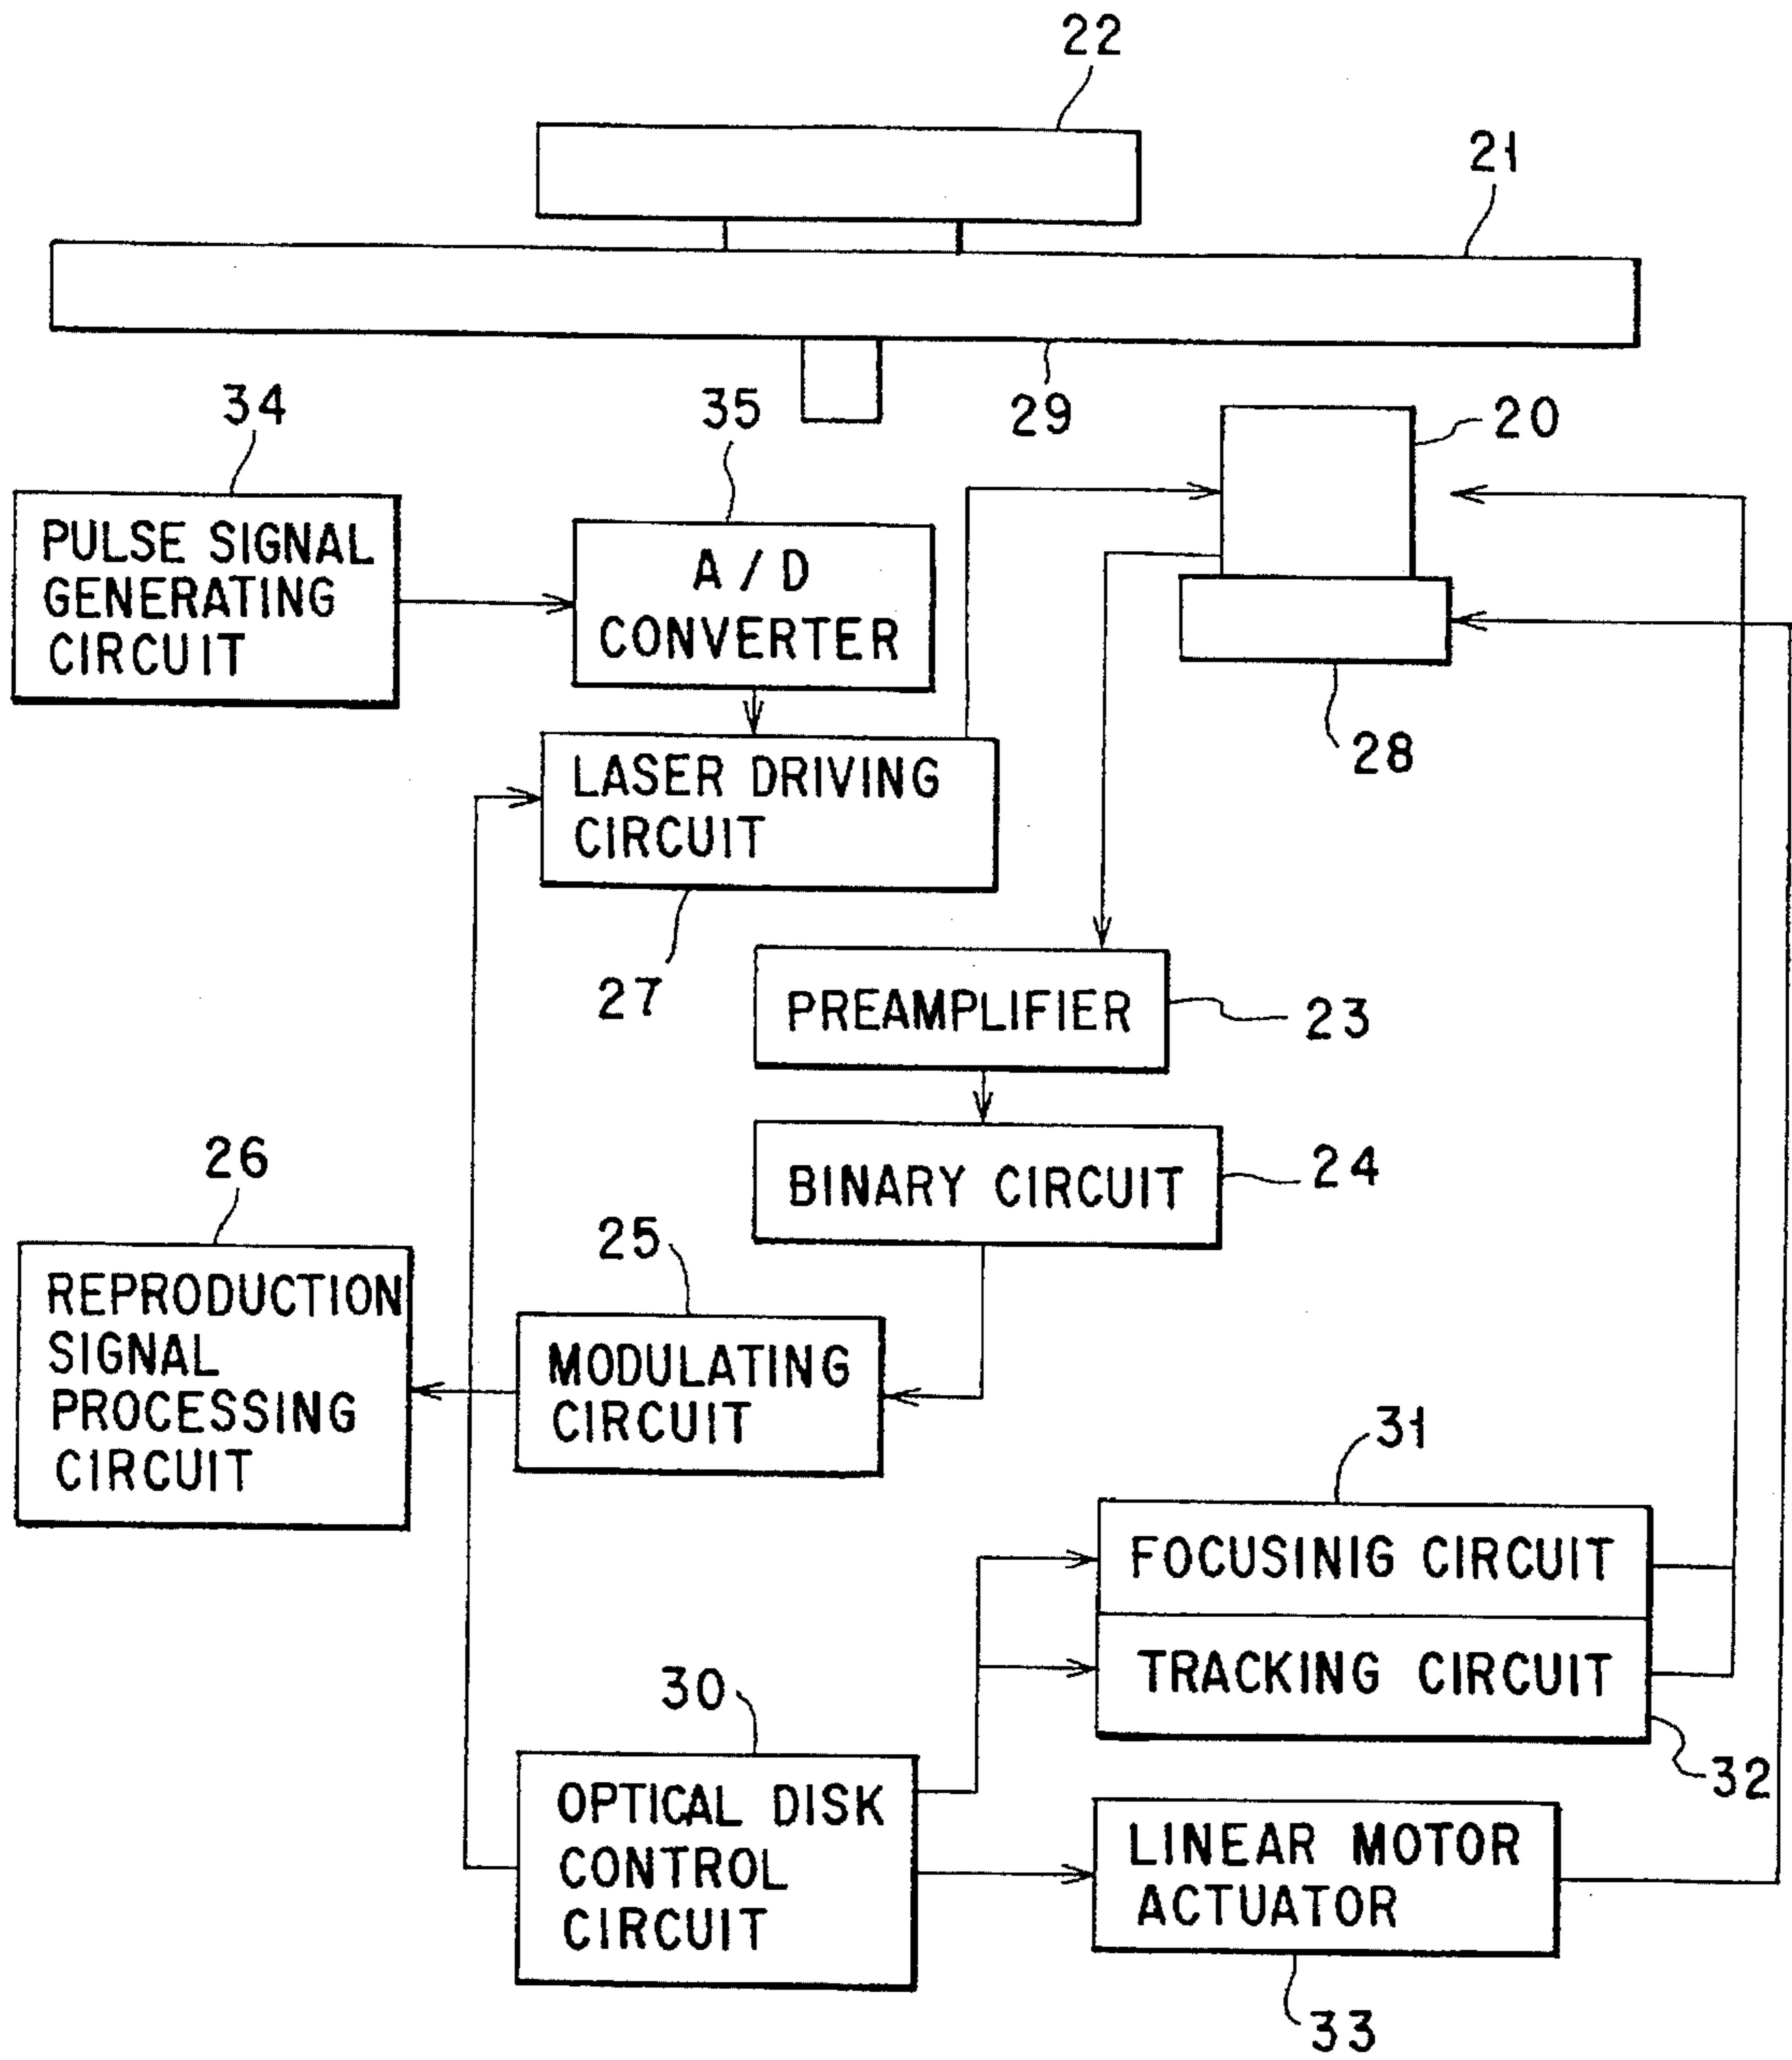 22
21
29
20
34
35
PULSE SIGNAL
GENERATING
CIRCUIT
A / D
CONVERTER
28
LASER DRIVING
CIRCUIT
27
PREAMPLIFIER
23
BINARY CIRCUIT
24
26
25
REPRODUCTION
SIGNAL
PROCESSING
CIRCUIT
MODULATING
CIRCUIT
31
FOCUSINIG CIRCUIT
TRACKING CIRCUIT
32
30
OPTICAL DISK
CONTROL
CIRCUIT
LINEAR MOTOR
ACTUATOR
33